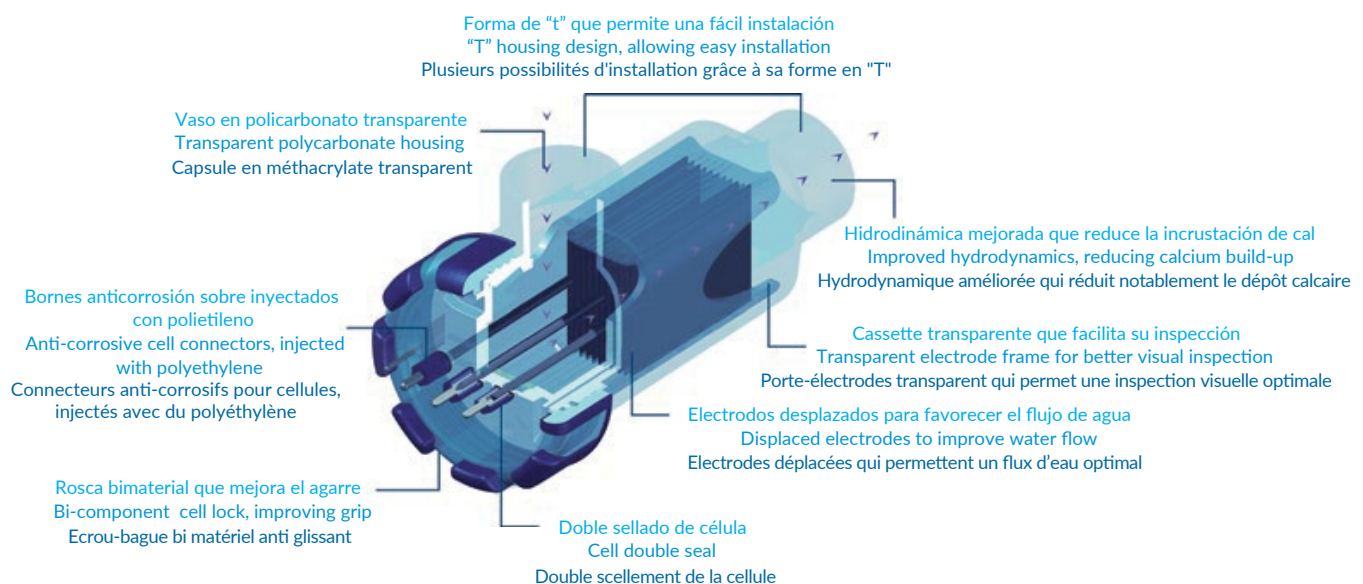 Forma de “t” que permite una fácil instalación
“T” housing design, allowing easy installation
Plusieurs possibilités d'installation grâce à sa forme en "T"
Vaso en policarbonato transparente
Transparent polycarbonate housing
Capsule en méthacrylate transparent
Hidrodinámica mejorada que reduce la incrustación de cal
Improved hydrodynamics, reducing calcium build-up
Hydrodynamique améliorée qui réduit notablement le dépôt calcaire
Bornes anticorrosión sobre inyectados
con polietileno
Anti-corrosive cell connectors, injected
with polyethylene
Connecteurs anti-corrosifs pour cellules,
injectés avec du polyéthylène
Cassette transparente que facilita su inspección
Transparent electrode frame for better visual inspection
Porte-électrodes transparent qui permet une inspection visuelle optimale
Electrodos desplazados para favorecer el flujo de agua
Displaced electrodes to improve water flow
Electrodes déplacées qui permettent un flux d’eau optimal
Rosca bimaterial que mejora el agarre
Bi-component cell lock, improving grip
Ecrou-bague bi matériel anti glissant
Doble sellado de célula
Cell double seal
Double scellement de la cellule